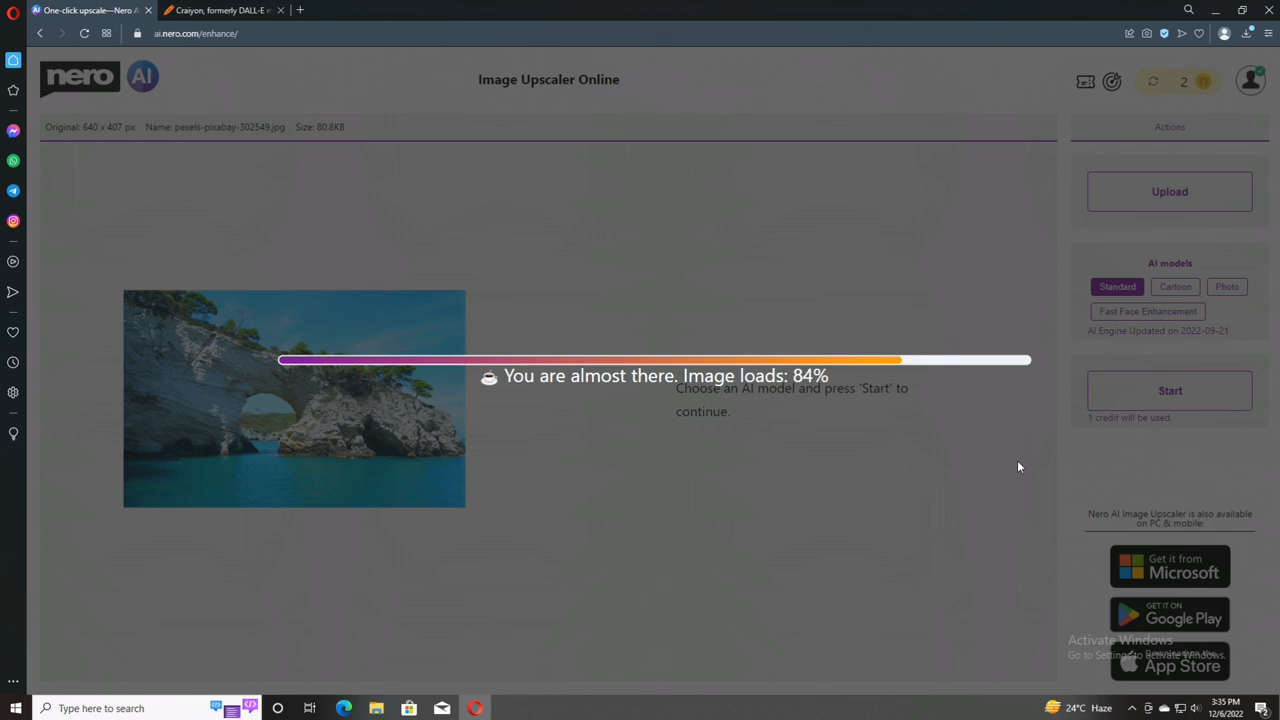 One-click upscale—Nero A
Craiyon, formerly DALL-E m
ai.nero.com/enhance/
nero AI
Image Upscaler Online
2
Original: 640 x 407 px Name: pexels-pixabay-302549.jpg Size: 80.8KB
Actions
Upload
AI models
Standard Cartoon Photo
Fast Face Enhancement
AI Engine Updated on 2022-09-21
You are almost there. Image loads: 84%
Choose an AI model and press 'Start' to
continue.
Start
1 credit will be used.
Nero AI Image Upscaler is also available
on PC & mobile:
Get it from
Microsoft
GET IT ON
Google Play
Activate Windows
Go to Settings to activate Windows.
Download on the
App Store
Type here to search
24°C Haze
3:35 PM
12/6/2022
2